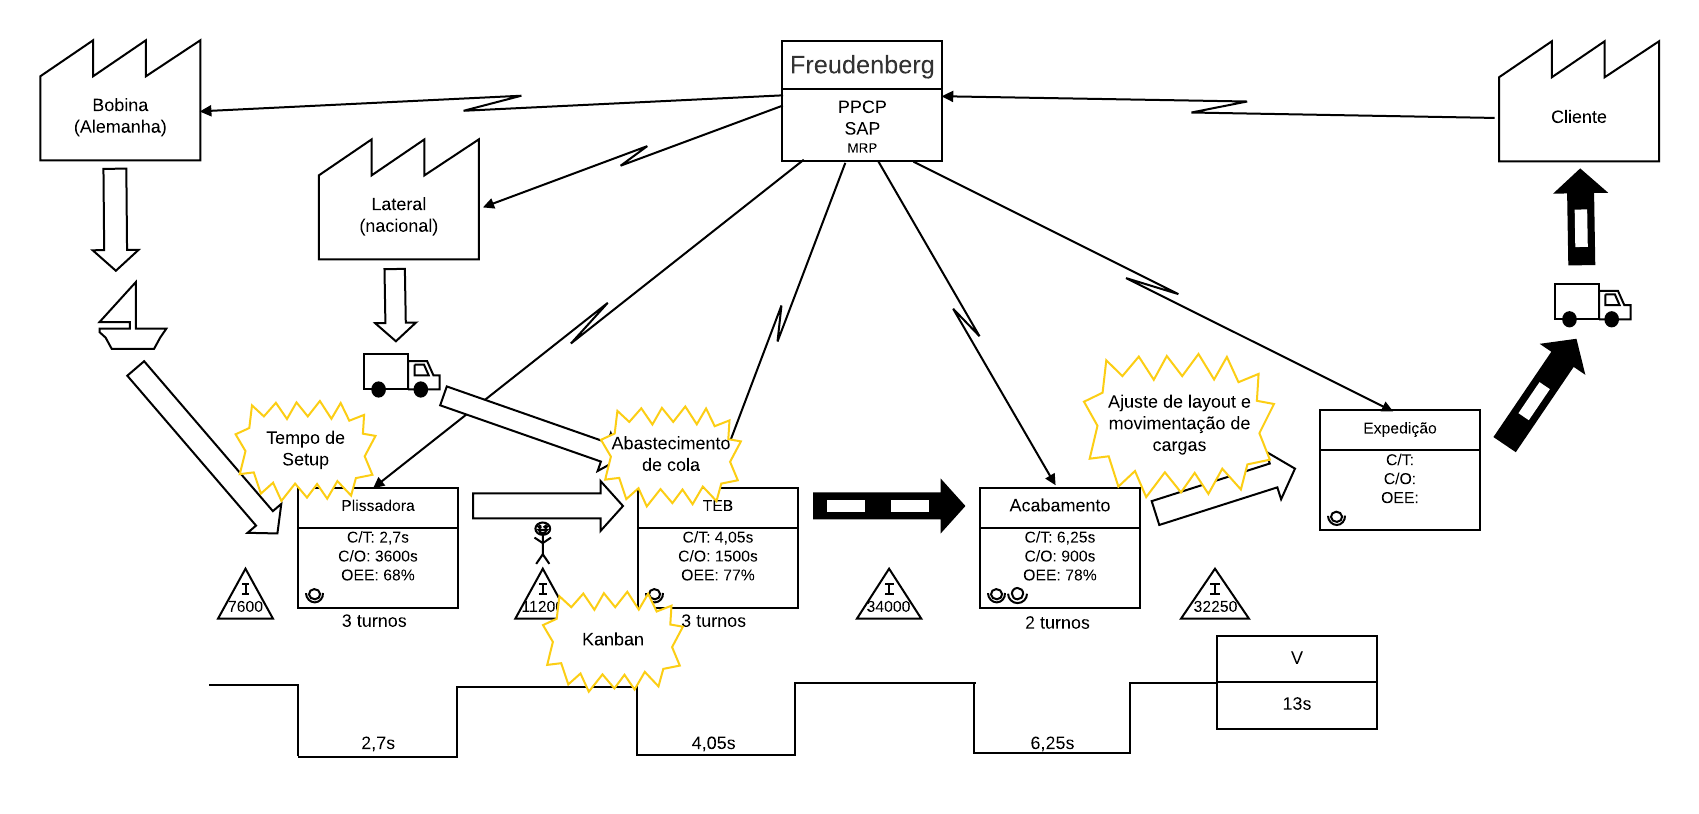 Freudenberg
PPCP
SAP
MRP
Bobina
(Alemanha)
Cliente
Lateral
(nacional)
Tempo de
Setup
Abastecimento
de cola
Ajuste de layout e
movimentação de
cargas
Plissadora
C/T: 2,7s
C/O: 3600s
OEE: 68%
3 turnos
TEB
C/T: 4,05s
C/O: 1500s
OEE: 77%
3 turnos
Acabamento
C/T: 6,25s
C/O: 900s
OEE: 78%
2 turnos
Expedição
C/T:
C/O:
OEE:
I
7600
I
11200
I
34000
I
32250
Kanban
2,7s
4,05s
6,25s
V
13s